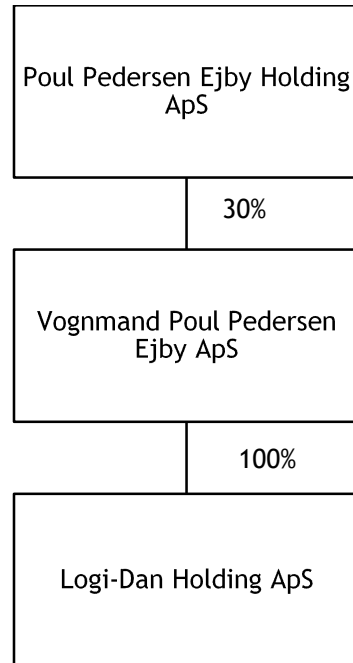 Poul Pedersen Ejby Holding
ApS
30%
Vognmand Poul Pedersen
Ejby ApS
100%
Logi-Dan Holding ApS